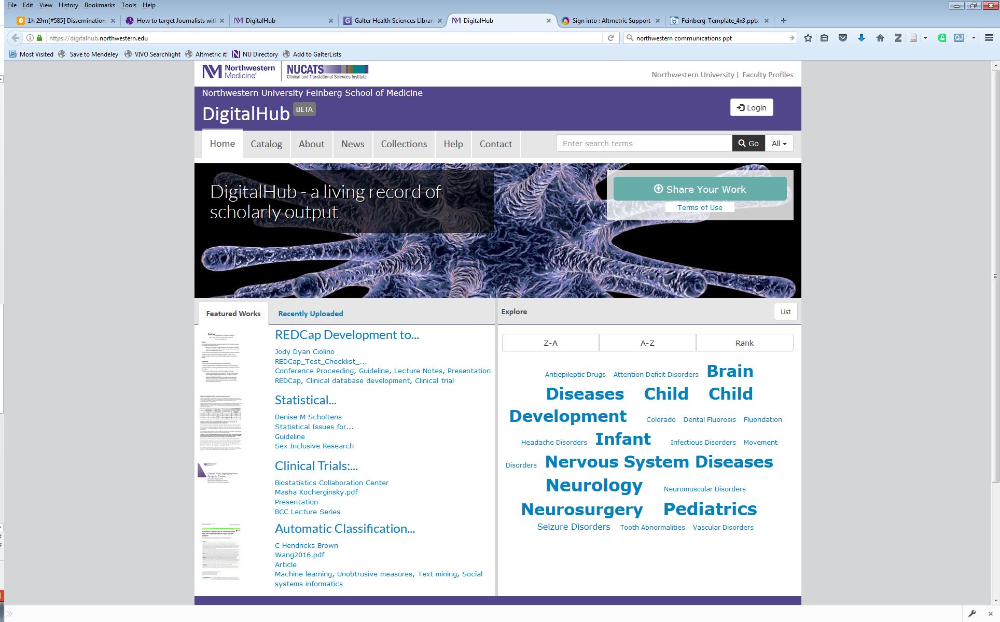 File Edit View History Bookmarks Tools Help
1h 29m[#585] Dissemination
How to target Journalists wit
DigitalHub
Galter Health Sciences Library
DigitalHub
Sign into : Altmetric Support
Feinberg-Template_4x3.pptx
https://digitalhub.northwestern.edu
northwestern communications ppt
Most Visited Save to Mendeley VIVO Searchlight Altmetric it! NU Directory Add to GalterLists
Northwestern Medicine®
NUCATS
Clinical and Translational Sciences Institute
Northwestern University | Faculty Profiles
Northwestern University Feinberg School of Medicine
DigitalHub BETA
Login
Home Catalog About News Collections Help Contact
Enter search terms
Go All
DigitalHub - a living record of
scholarly output
Share Your Work
Terms of Use
Featured Works Recently Uploaded
REDCap Development to...
Jody Dyan Ciolino
REDCap_Test_Checklist_...
Conference Proceeding, Guideline, Lecture Notes, Presentation
REDCap, Clinical database development, Clinical trial
Statistical...
Denise M Scholtens
Statistical Issues for...
Guideline
Sex Inclusive Research
Clinical Trials: Highlights from
Design to Conduct
Clinical Trials:...
Biostatistics Collaboration Center
Masha Kocherginsky.pdf
Presentation
BCC Lecture Series
Automatic Classification...
C Hendricks Brown
Wang2016.pdf
Article
Machine learning, Unobtrusive measures, Text mining, Social
systems informatics
Explore
List
Z-A A-Z Rank
Antiepileptic Drugs Attention Deficit Disorders Brain
Diseases Child Child
Development Colorado Dental Fluorosis Fluoridation
Headache Disorders Infant Infectious Disorders Movement
Disorders Nervous System Diseases
Neurology Neuromuscular Disorders
Neurosurgery Pediatrics
Seizure Disorders Tooth Abnormalities Vascular Disorders